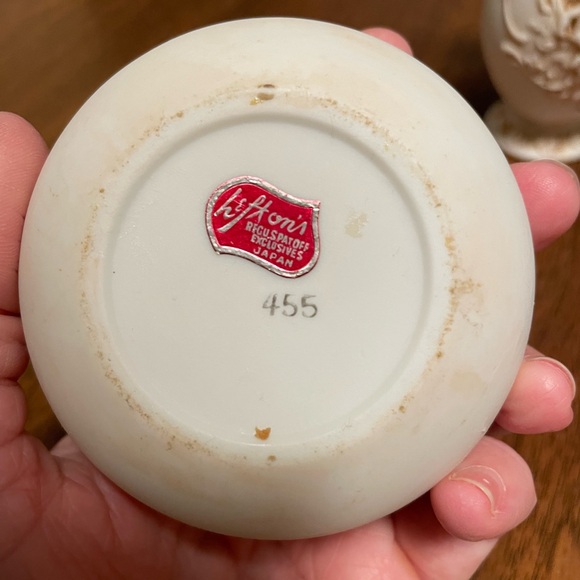 Lefton's
REG.U.S.PAT.OFF.
EXCLUSIVES
JAPAN
455